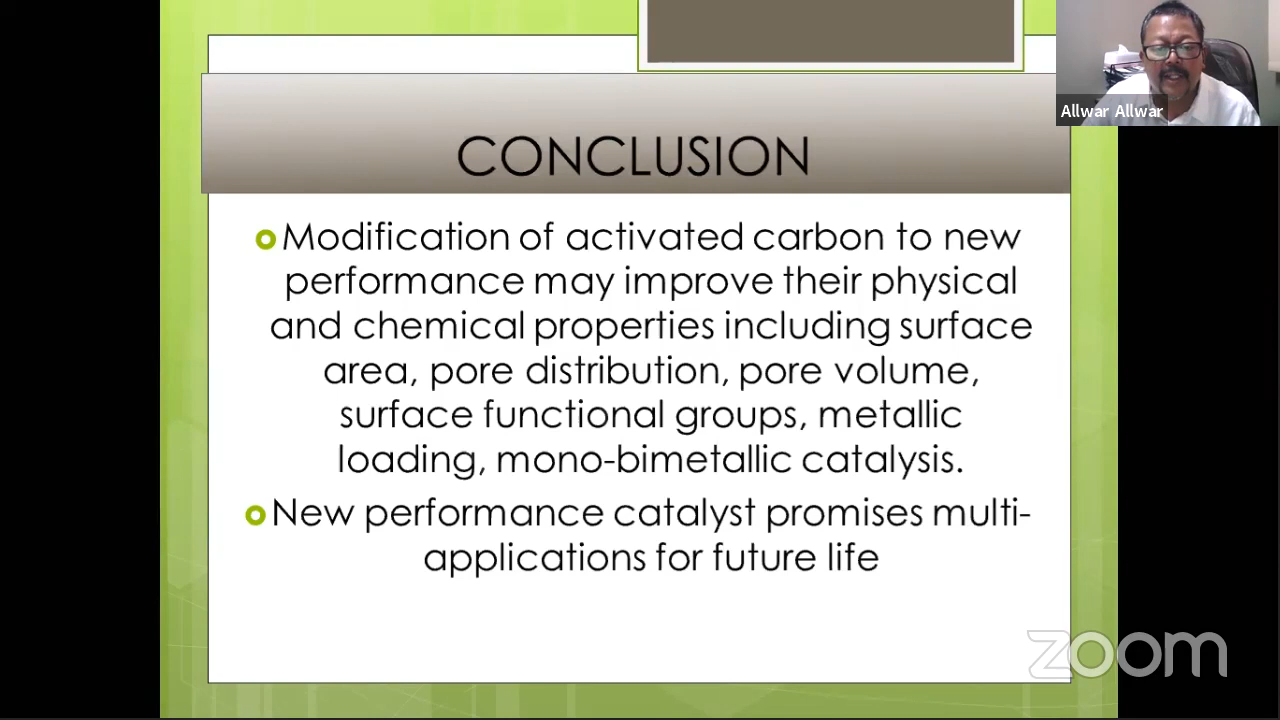 Allwar Allwar
CONCLUSION
Modification of activated carbon to new
performance may improve their physical
and chemical properties including surface
area, pore distribution, pore volume,
surface functional groups, metallic
loading, mono-bimetallic catalysis.
New performance catalyst promises multi-
applications for future life
zoom